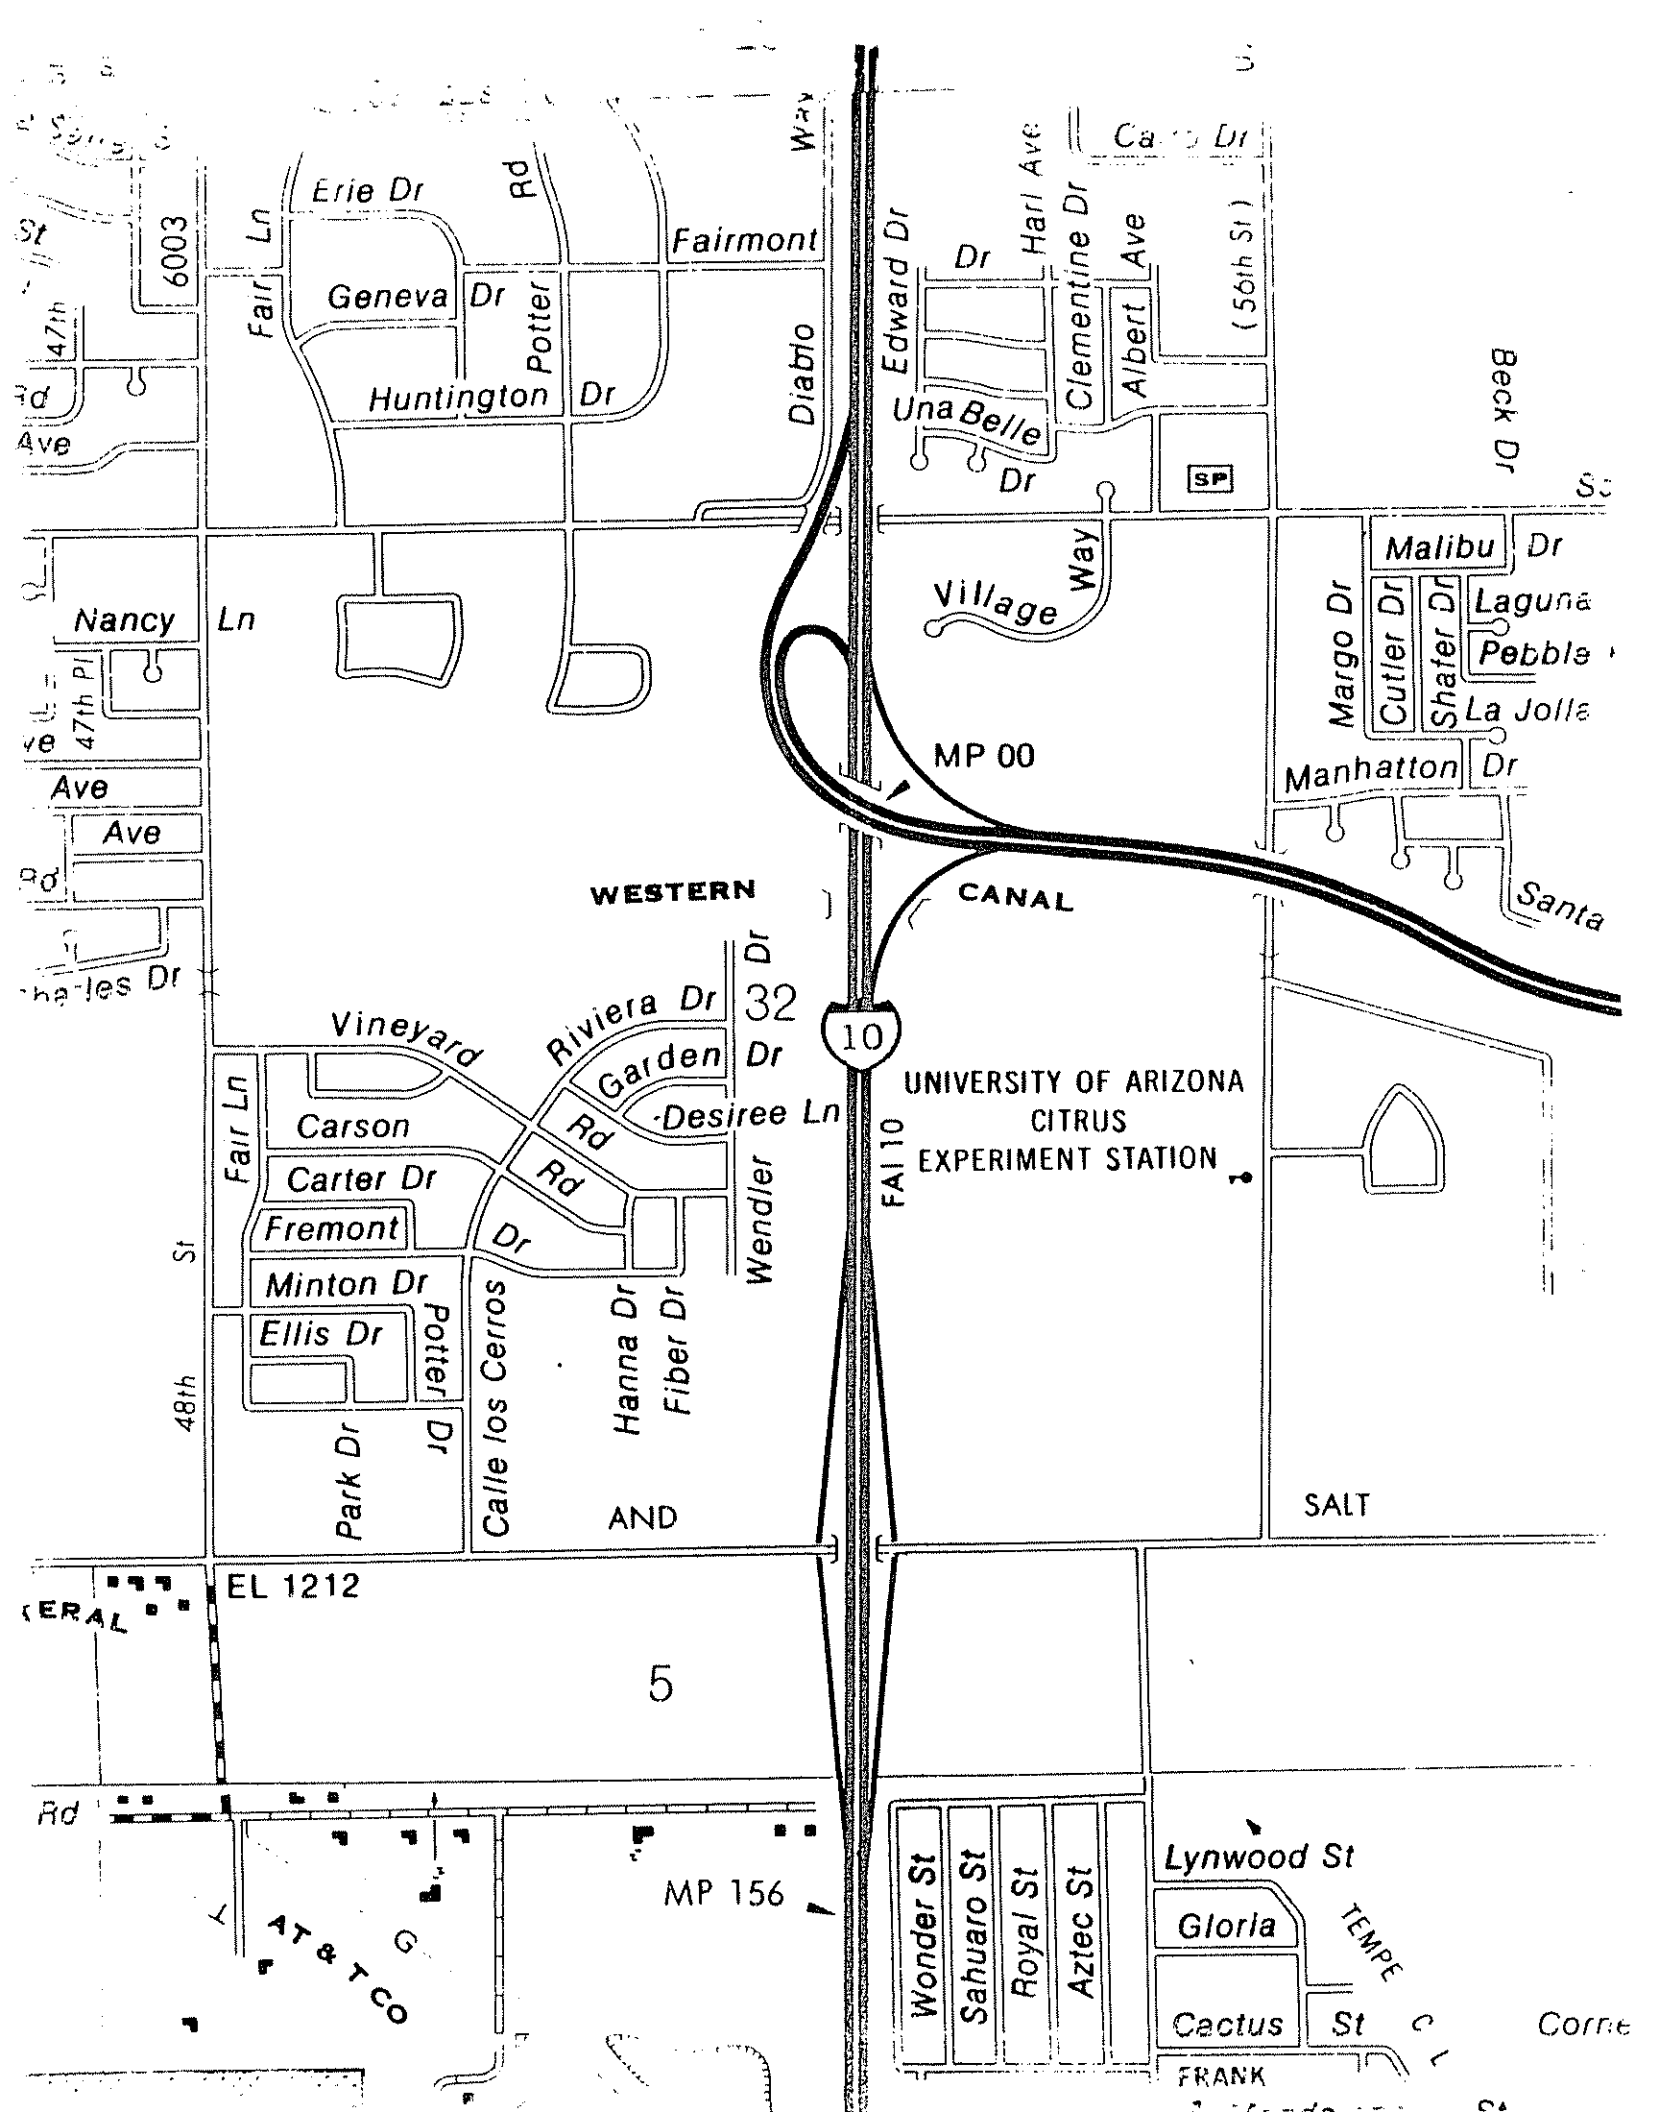 Way
Erie Dr
Rd
Harl Ave
Dr
St
6003
Fair Ln
Fairmont
Edward Dr
Dr
Clementine Dr
Albert Ave
(56th St)
Geneva Dr
Potter
47th
Diablo
Huntington Dr
Una Belle
Dr
Beck Dr
Ave
SP
Malibu Dr
Way
Village
Nancy Ln
Margo Dr
Cutler Dr
Shafer Dr
Laguna
La Jolla
47th Pl
MP 00
Manhatton Dr
Ave
Ave
WESTERN
CANAL
Santa
Dr
Riviera Dr
32
Vineyard
10
Garden Dr
UNIVERSITY OF ARIZONA
CITRUS
EXPERIMENT STATION
Fair Ln
Carson
Rd
Desiree Ln
FAI 10
Carter Dr
Rd
Wendler
Fremont
Dr
St
Minton Dr
Ellis Dr
Potter
Dr
Calle los Cerros
Hanna Dr
Fiber Dr
48th
Park Dr
AND
SALT
EL 1212
ERAL
5
Rd
MP 156
Wonder St
Sahuaro St
Royal St
Aztec St
Lynwood St
Gloria
TEMPE
AT & T CO
G
Cactus St
FRANK
St